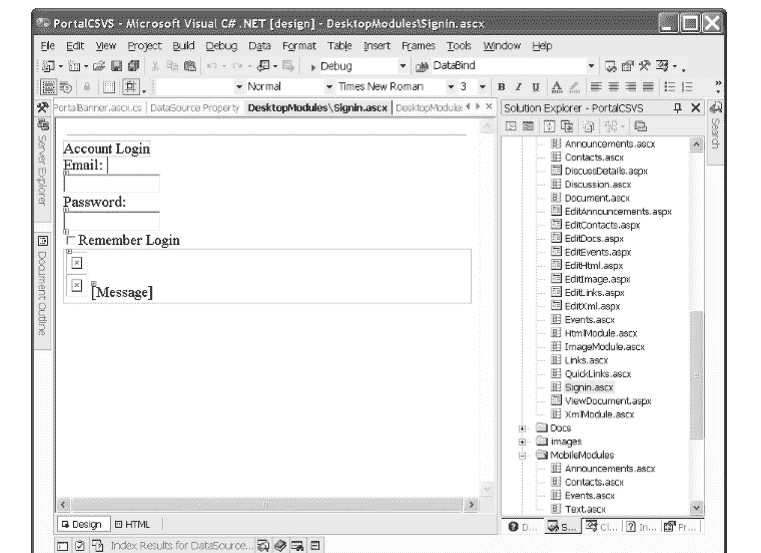 PortalCSVS - Microsoft Visual C# .NET [design] - DesktopModules\Signin.ascx
File Edit View Project Build Debug Data Format Table Insert Frames Tools Window Help
Debug DataBind
Normal Times New Roman 3 B I U A
PortalBanner.ascx.cs DataSource Property DesktopModules\Signin.ascx DesktopModules
Server Explorer
Document Outline
Account Login
Email:
Password:
Remember Login
[Message]
Design HTML
Index Results for DataSource...
Solution Explorer - PortalCSVS
Search
Announcements.ascx
Contacts.ascx
DiscussDetails.aspx
Discussion.ascx
Document.ascx
EditAnnouncements.aspx
EditContacts.aspx
EditDocs.aspx
EditEvents.aspx
EditHtml.aspx
EditImage.aspx
EditLinks.aspx
EditXml.aspx
Events.ascx
HtmlModule.ascx
ImageModule.ascx
Links.ascx
QuickLinks.ascx
Signin.ascx
ViewDocument.aspx
XmlModule.ascx
Docs
images
MobileModules
Announcements.ascx
Contacts.ascx
Events.ascx
Text.ascx
D... S... Cl... In... Pr...